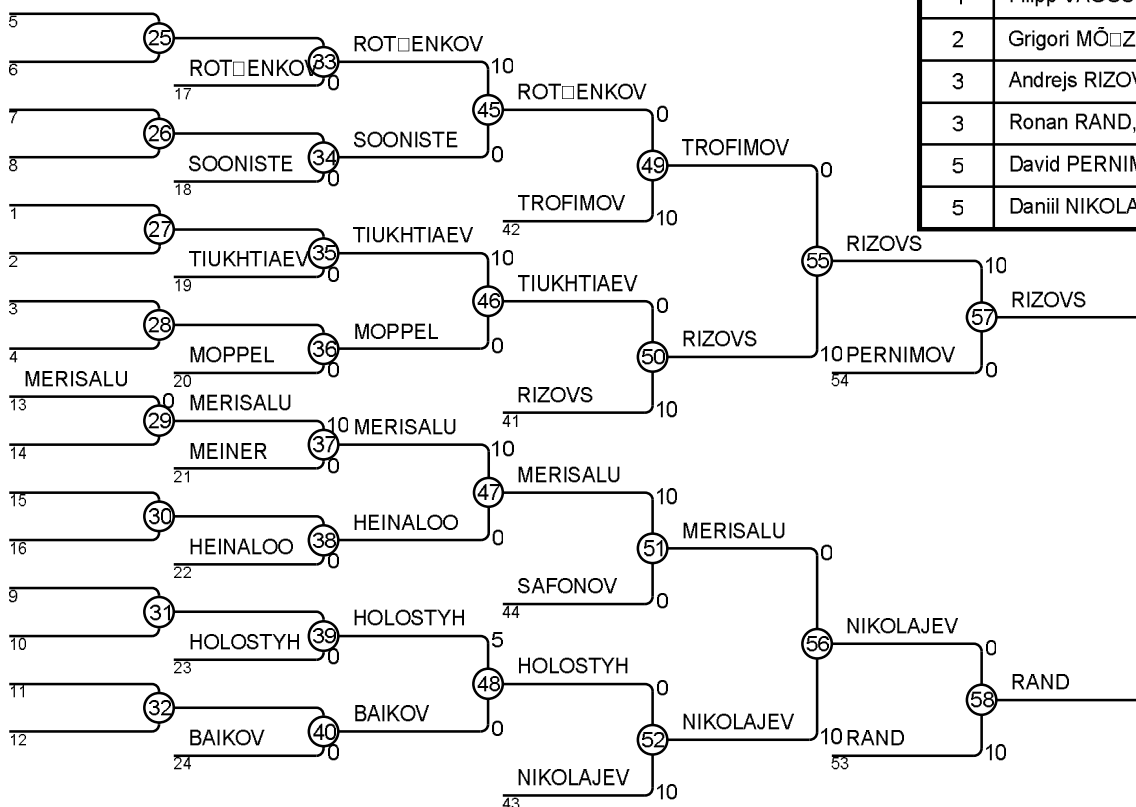 5
25
6
ROT□ENKOV
33
0
17
ROT□ENKOV
10
7
26
8
SOONISTE
34
0
18
SOONISTE
0
45
ROT□ENKOV
0
1
27
2
TIUKHTIAEV
35
0
19
TIUKHTIAEV
10
3
28
4
MOPPEL
36
0
20
MOPPEL
0
46
TIUKHTIAEV
0
TROFIMOV
42
10
49
TROFIMOV
0
RIZOVS
41
10
50
RIZOVS
10
55
RIZOVS
10
PERNIMOV
54
0
57
RIZOVS
MERISALU
13
0
29
14
MERISALU
10
MEINER
21
0
37
MERISALU
10
15
30
16
HEINALOO
22
38
0
HEINALOO
0
47
MERISALU
10
SAFONOV
44
0
51
MERISALU
0
9
31
10
HOLOSTYH
23
39
0
HOLOSTYH
5
11
32
12
BAIKOV
24
40
0
BAIKOV
0
48
HOLOSTYH
0
NIKOLAJEV
43
10
52
NIKOLAJEV
10
56
NIKOLAJEV
0
RAND
53
10
58
RAND
2 Grigori MÕ□Z
3 Andrejs RIZOV
3 Ronan RAND,
5 David PERNIM
5 Daniil NIKOLA